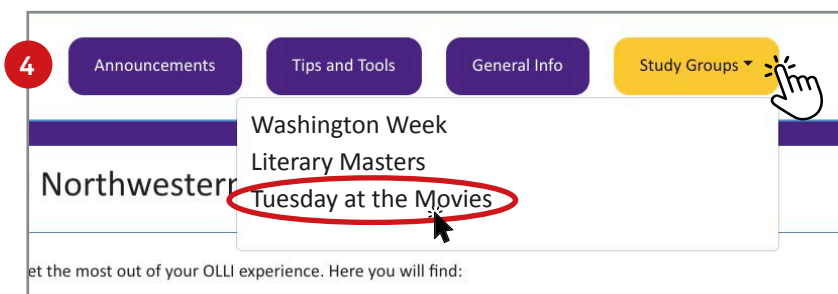 4
Announcements
Tips and Tools
General Info
Study Groups
Washington Week
Literary Masters
Northwestern
Tuesday at the Movies
et the most out of your OLLI experience. Here you will find: